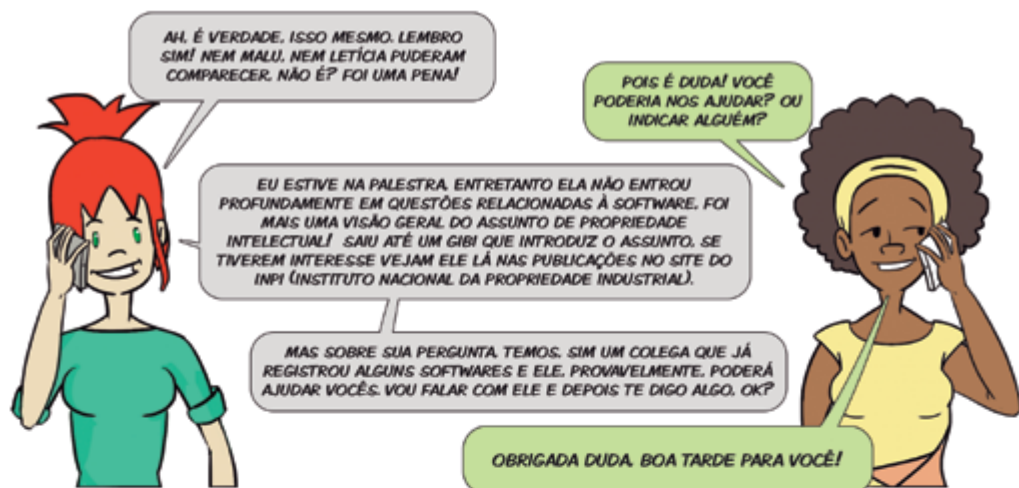 AH, É VERDADE, ISSO MESMO. LEMBRO
SIM! NEM MALU, NEM LETÍCIA PUDERAM
COMPARECER, NÃO É? FOI UMA PENA!
POIS É DUDA! VOCÊ
PODERIA NOS AJUDAR? OU
INDICAR ALGUÉM?
EU ESTIVE NA PALESTRA, ENTRETANTO ELA NÃO ENTROU
PROFUNDAMENTE EM QUESTÕES RELACIONADAS À SOFTWARE, FOI
MAIS UMA VISÃO GERAL DO ASSUNTO DE PROPRIEDADE
INTELECTUAL! SAIU ATÉ UM GIBI QUE INTRODUZ O ASSUNTO, SE
TIVEREM INTERESSE VEJAM ELE LÁ NAS PUBLICAÇÕES NO SITE DO
INPI (INSTITUTO NACIONAL DA PROPRIEDADE INDUSTRIAL).
MAS SOBRE SUA PERGUNTA, TEMOS, SIM UM COLEGA QUE JÁ
REGISTROU ALGUNS SOFTWARES E ELE, PROVAVELMENTE, PODERÁ
AJUDAR VOCÊS. VOU FALAR COM ELE E DEPOIS TE DIGO ALGO, OK?
OBRIGADA DUDA, BOA TARDE PARA VOCÊ!